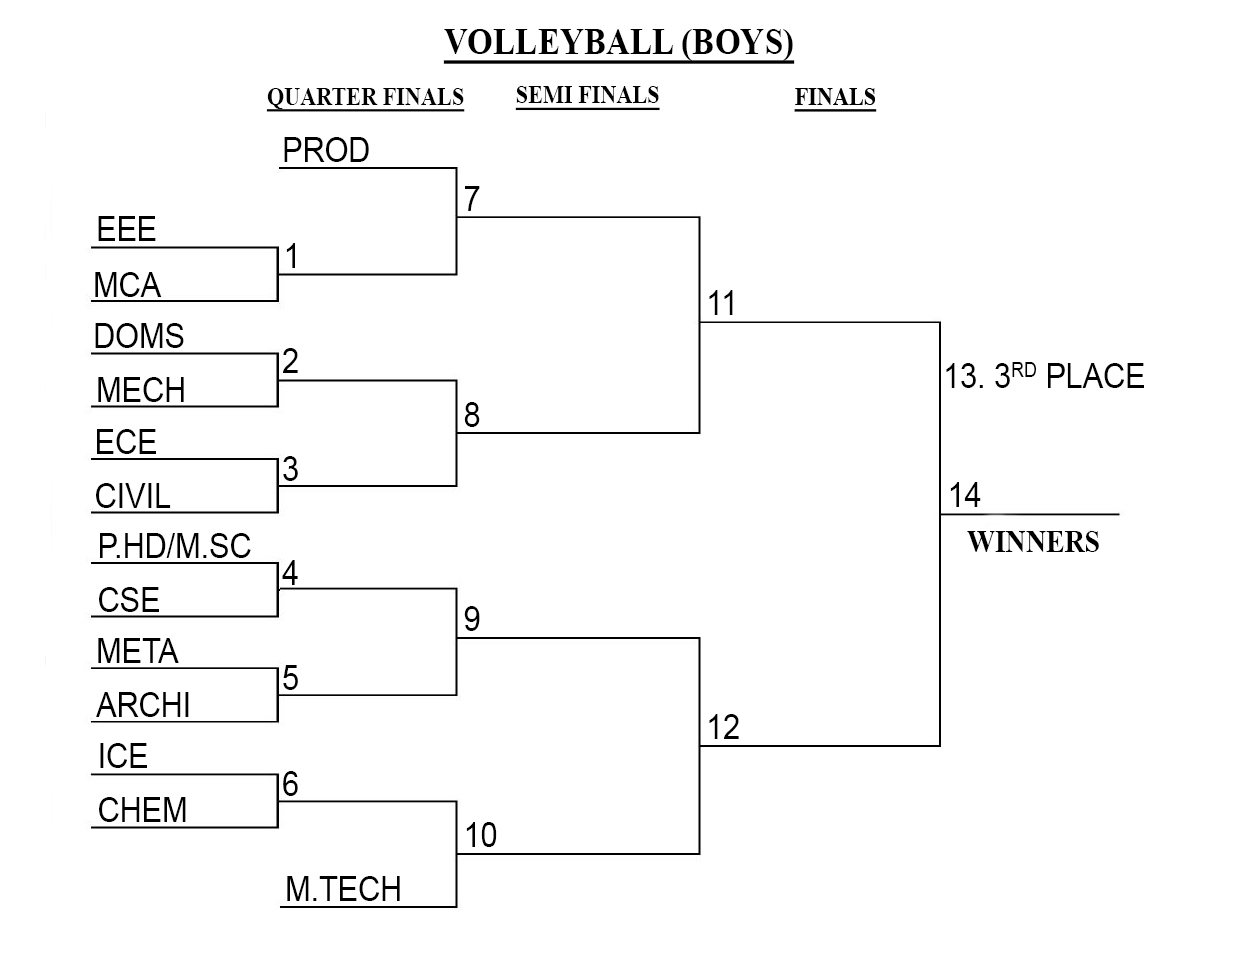 VOLLEYBALL (BOYS)
QUARTER FINALS
SEMI FINALS
FINALS
PROD
7
EEE
1
MCA
11
DOMS
2
MECH
13. 3RD PLACE
8
ECE
3
CIVIL
14
WINNERS
P.HD/M.SC
4
CSE
9
META
5
ARCHI
12
ICE
6
CHEM
10
M.TECH